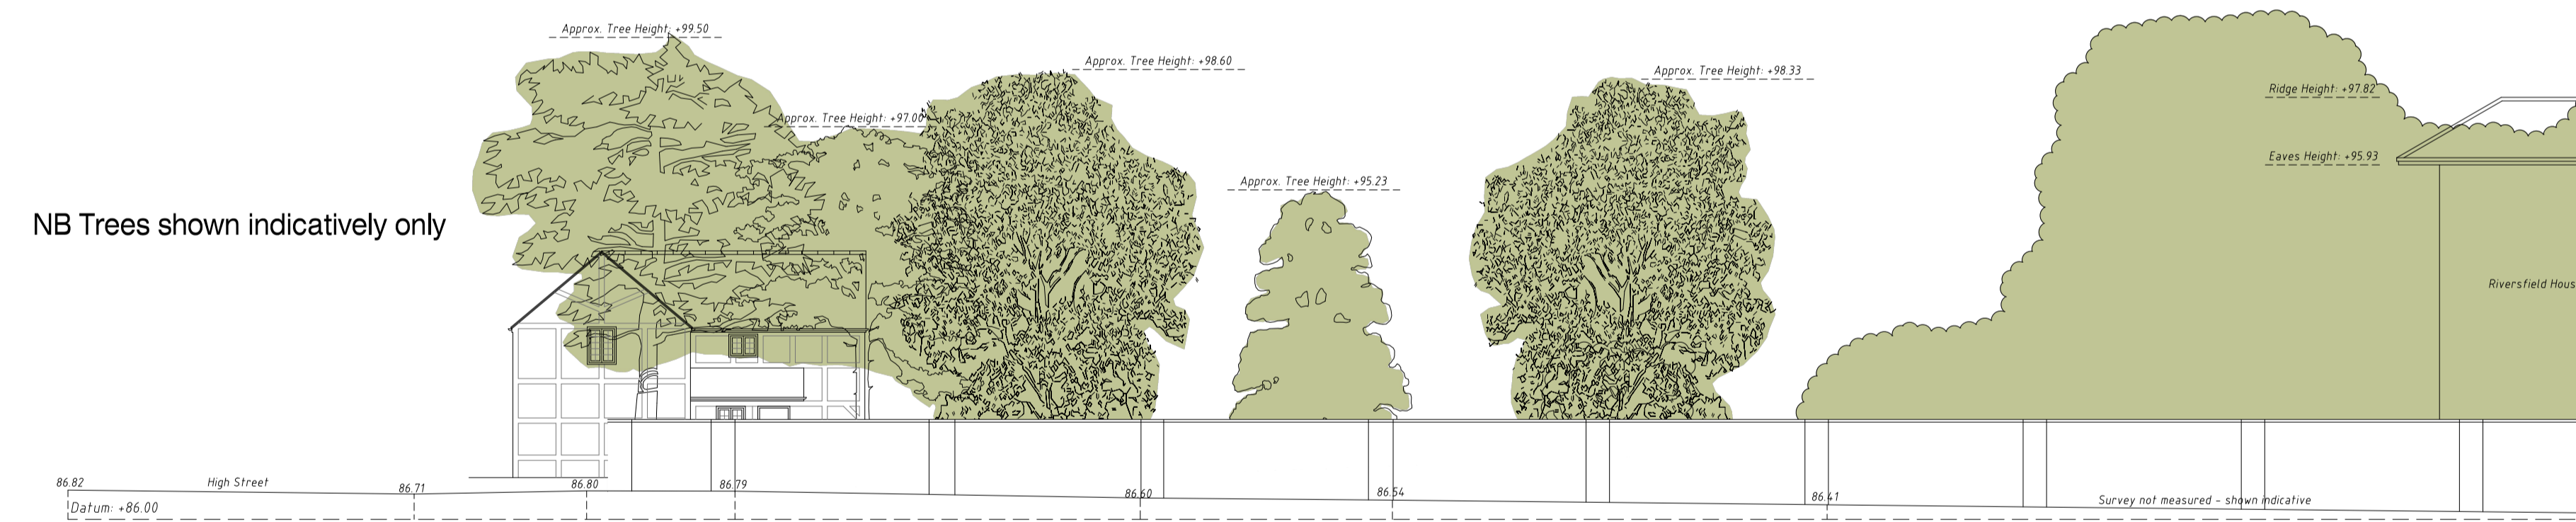 Approx. Tree Height: +99.50
Approx. Tree Height: +98.60
Approx. Tree Height: +98.33
Ridge Height: +97.82
Approx. Tree Height: +97.00
Eaves Height: +95.93
Approx. Tree Height: +95.23
NB Trees shown indicatively only
Riversfield Hous
86.82
High Street
86.71
86.80
86.79
86.60
86.54
86.41
Survey not measured - shown indicative
Datum: +86.00